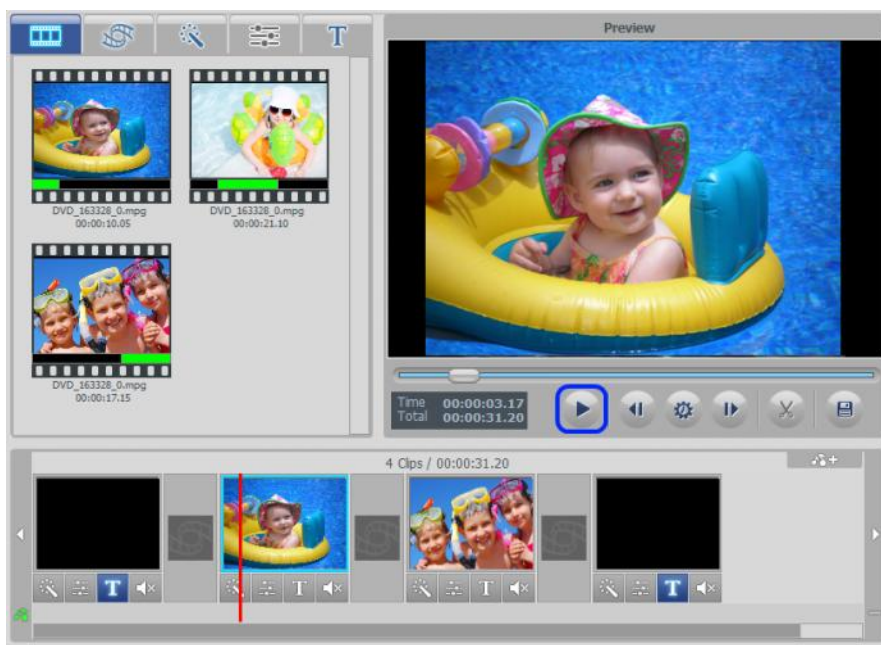 T
Preview
DVD_163328_0.mpg
00:00:10.05
DVD_163328_0.mpg
00:00:21.10
DVD_163328_0.mpg
00:00:17.15
Time 00:00:03.17
Total 00:00:31.20
4 Clips / 00:00:31.20
T
T
T
T